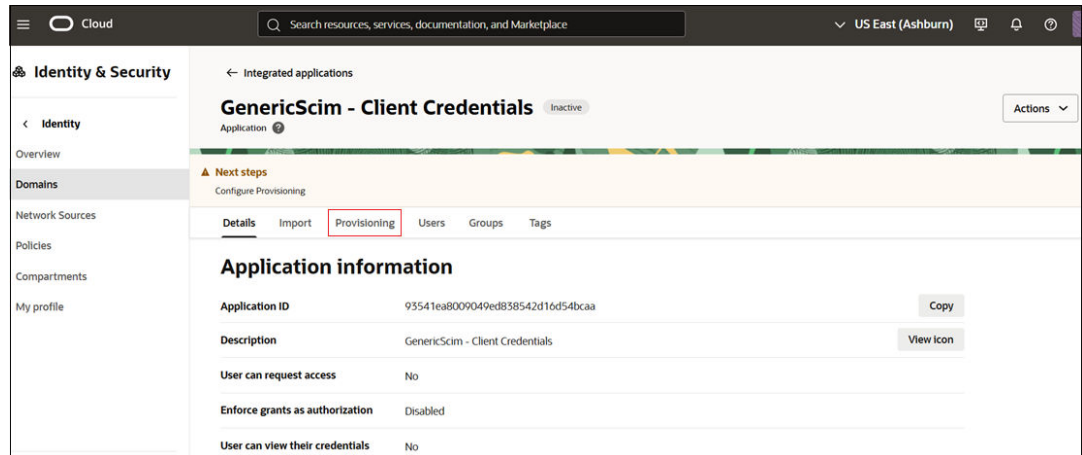 Cloud
Search resources, services, documentation, and Marketplace
US East (Ashburn)
Identity & Security
Identity
Overview
Domains
Network Sources
Policies
Compartments
My profile
Integrated applications
GenericScim - Client Credentials Inactive
Application
Actions
Next steps
Configure Provisioning
Details Import Provisioning Users Groups Tags
Application information
Application ID 93541ea8009049ed838542d16d54bcaa Copy
Description GenericScim - Client Credentials View icon
User can request access No
Enforce grants as authorization Disabled
User can view their credentials No